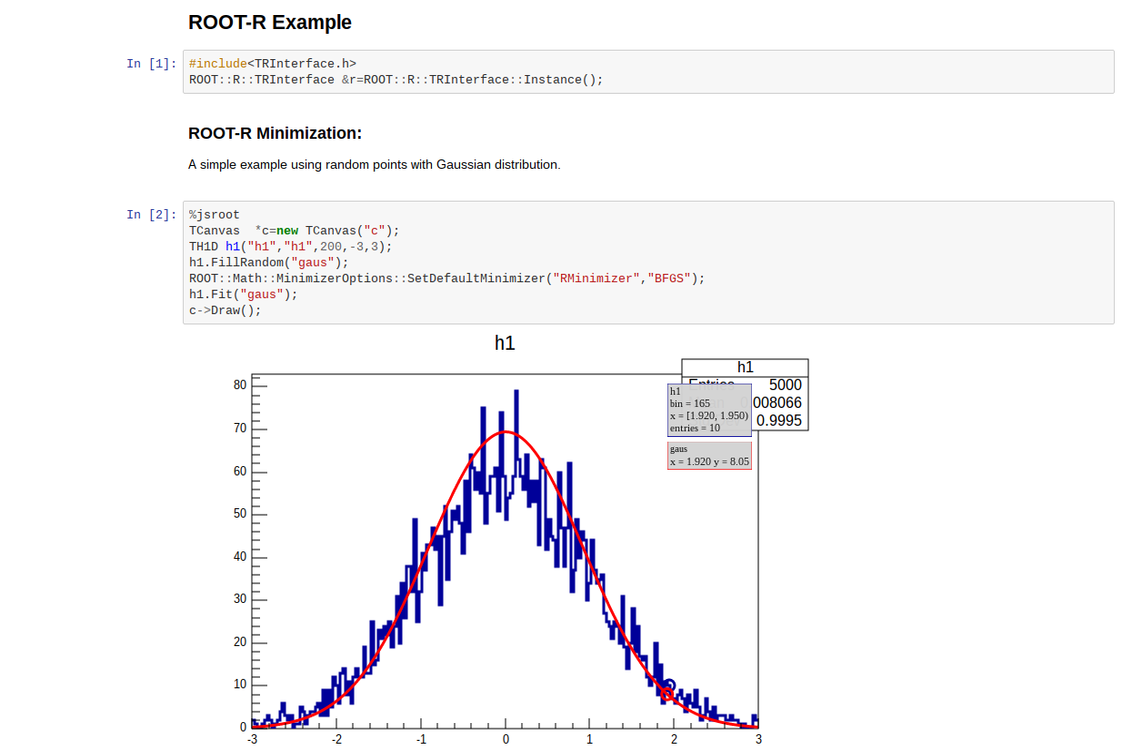 ROOT-R Example
In [1]:
#include<TRInterface.h>
ROOT::R::TRInterface &r=ROOT::R::TRInterface::Instance();
ROOT-R Minimization:
A simple example using random points with Gaussian distribution.
In [2]:
%jsroot
TCanvas  *c=new TCanvas("c");
TH1D h1("h1","h1",200,-3,3);
h1.FillRandom("gaus");
ROOT::Math::MinimizerOptions::SetDefaultMinimizer("RMinimizer","BFGS");
h1.Fit("gaus");
c->Draw();
h1
h1
Entries 5000
008066
0.9995
h1
bin = 165
x = [1.920, 1.950)
entries = 10
gaus
x = 1.920 y = 8.05
80
70
60
50
40
30
20
10
0
-3 -2 -1 0 1 2 3